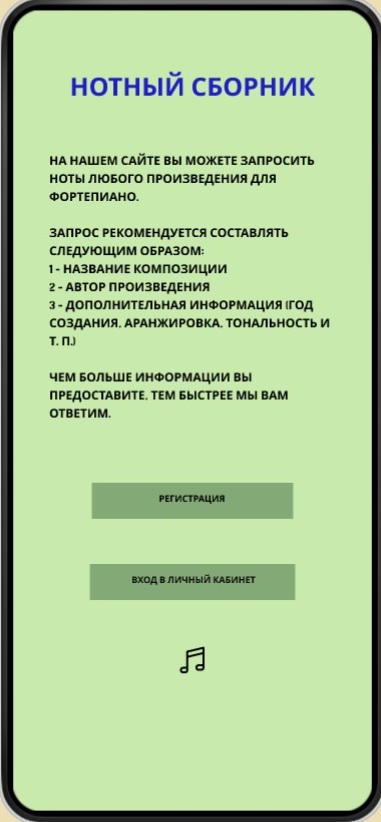 НОТНЫЙ СБОРНИК
НА НАШЕМ САЙТЕ ВЫ МОЖЕТЕ ЗАПРОСИТЬ
НОТЫ ЛЮБОГО ПРОИЗВЕДЕНИЯ ДЛЯ
ФОРТЕПИАНО.
ЗАПРОС РЕКОМЕНДУЕТСЯ СОСТАВЛЯТЬ
СЛЕДУЮЩИМ ОБРАЗОМ:
1 - НАЗВАНИЕ КОМПОЗИЦИИ
2 - АВТОР ПРОИЗВЕДЕНИЯ
3 - ДОПОЛНИТЕЛЬНАЯ ИНФОРМАЦИЯ (ГОД
СОЗДАНИЯ, АРАНЖИРОВКА, ТОНАЛЬНОСТЬ И
Т. П.)
ЧЕМ БОЛЬШЕ ИНФОРМАЦИИ ВЫ
ПРЕДОСТАВИТЕ, ТЕМ БЫСТРЕЕ МЫ ВАМ
ОТВЕТИМ.
РЕГИСТРАЦИЯ
ВХОД В ЛИЧНЫЙ КАБИНЕТ